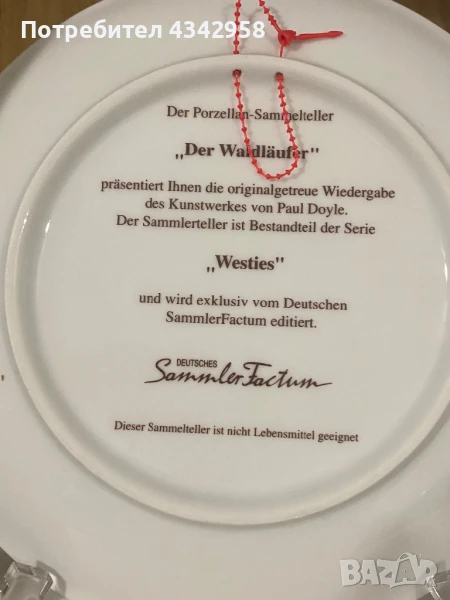 Потребител 4342958
Der Porzellan-Sammelteller
„Der Waldläufer"
präsentiert Ihnen die originalgetreue Wiedergabe
des Kunstwerkes von Paul Doyle.
Der Sammlerteller ist Bestandteil der Serie
„Westies"
und wird exklusiv vom Deutschen
SammlerFactum editiert.
DEUTSCHES
SammlerFactum
Dieser Sammelteller ist nicht Lebensmittel geeignet
BAZAR